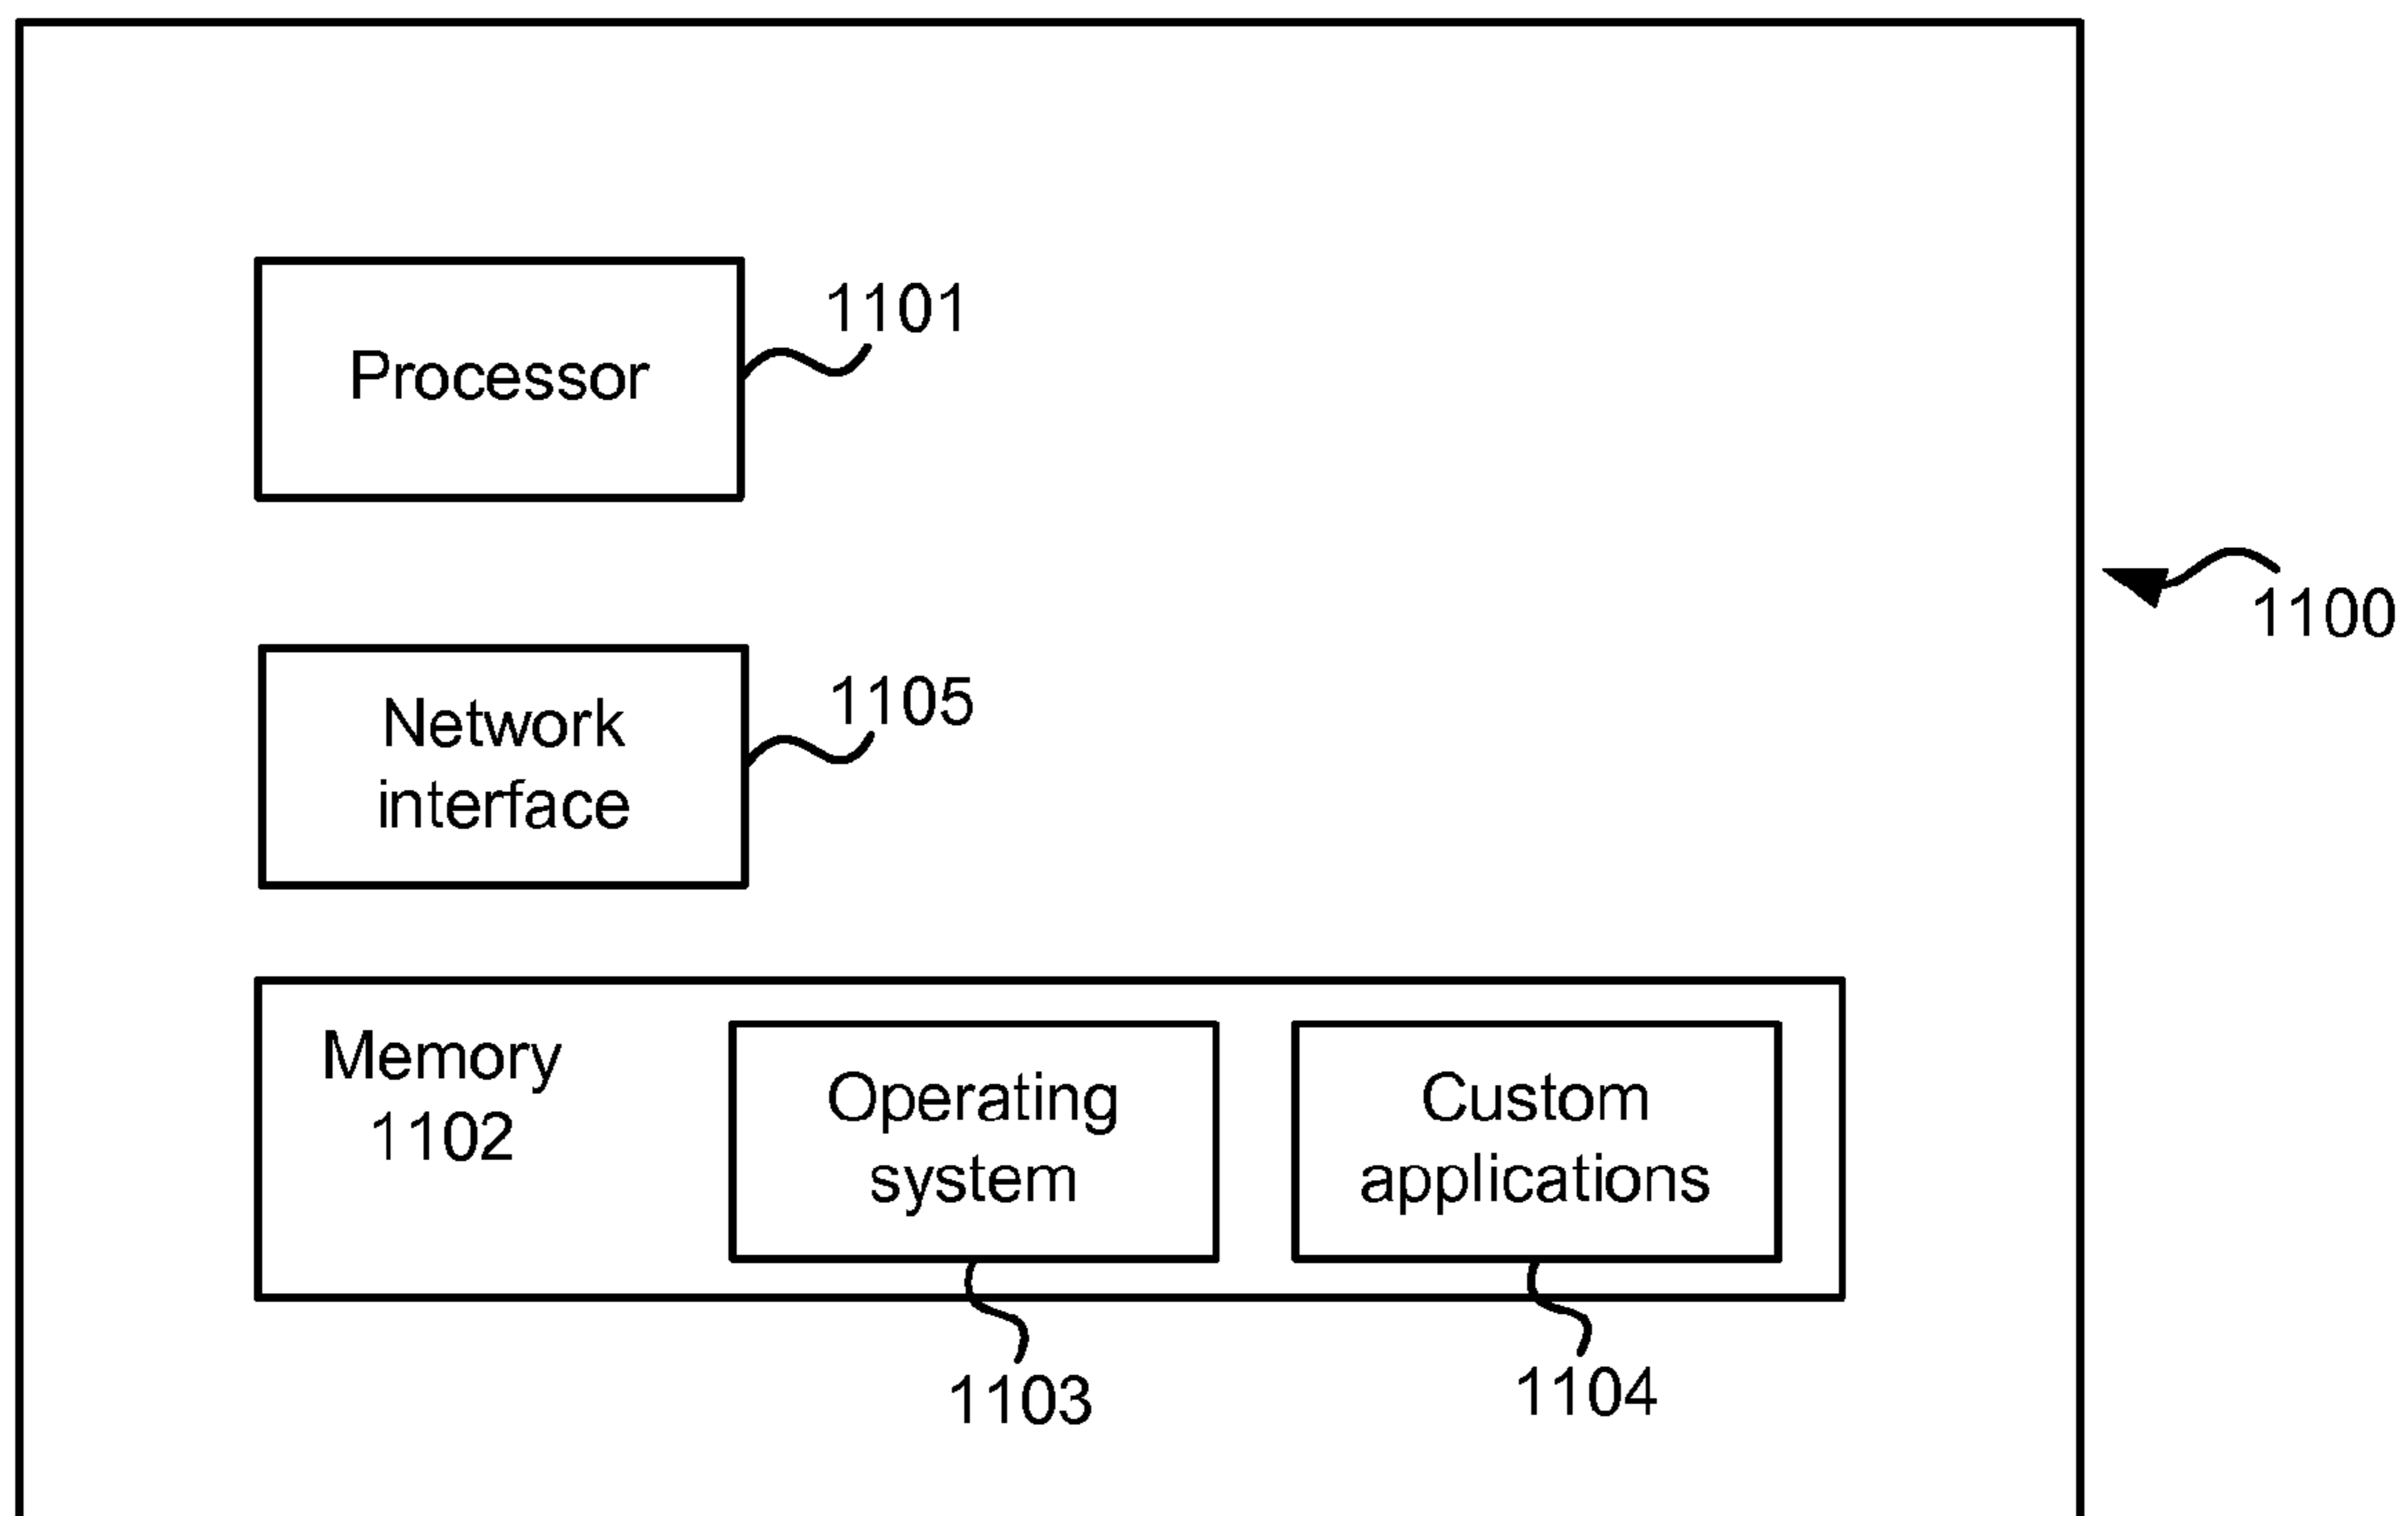 Processor
1101
1100
Network
interface
1105
Memory
1102
Operating
system
Custom
applications
1103
1104